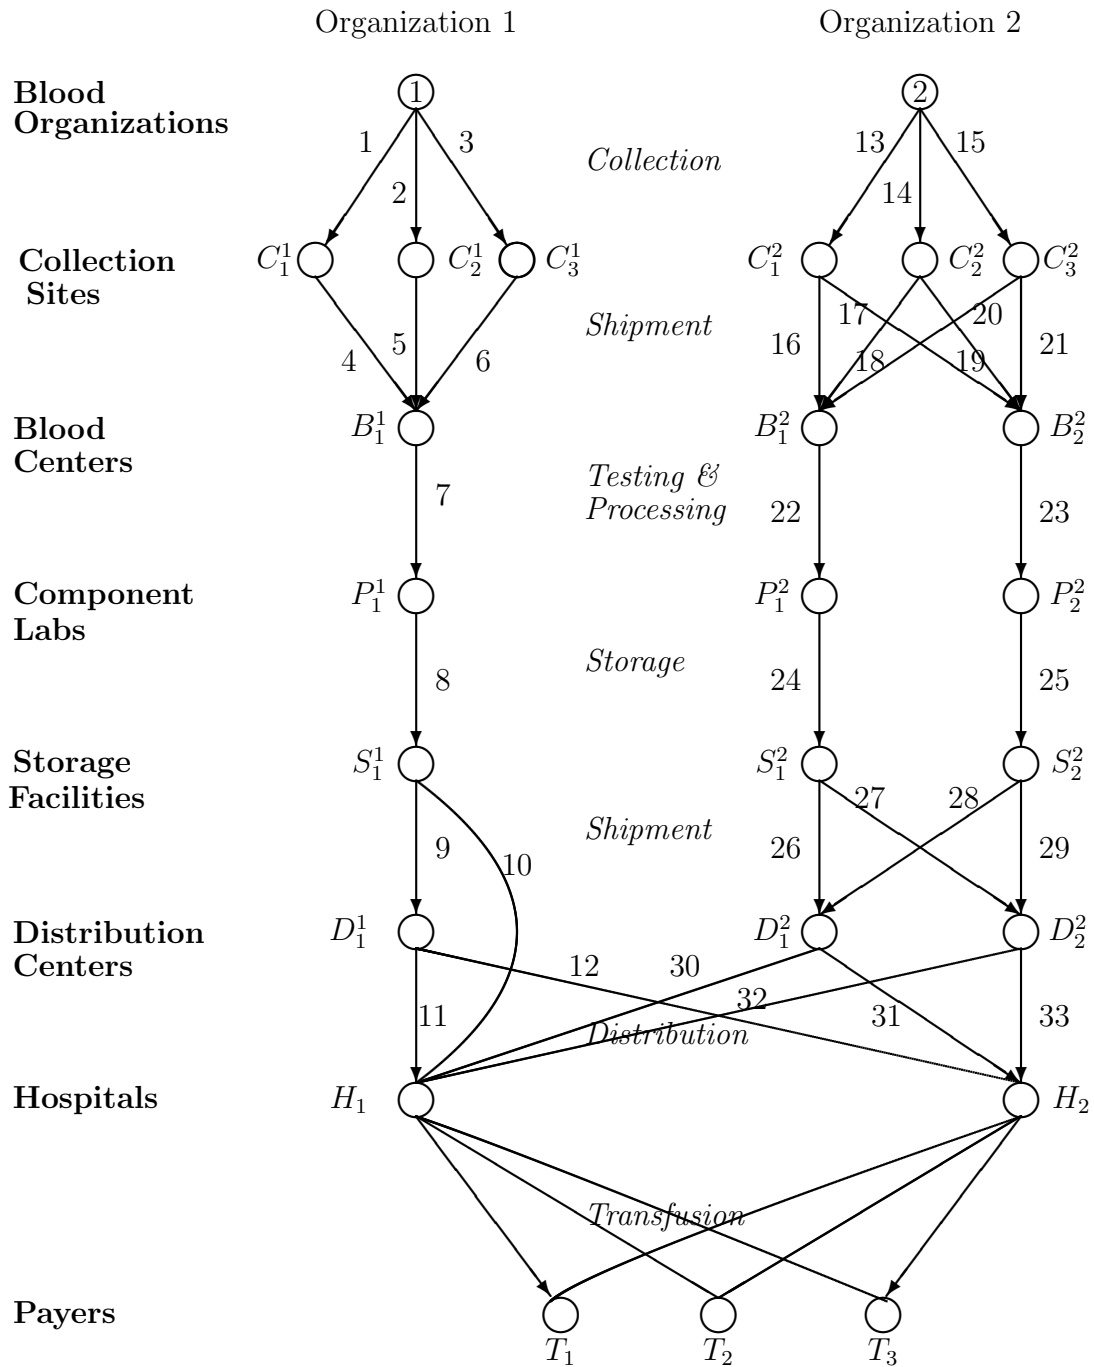 Organization 1 Organization 2
Blood
Organizations
1 2
1 3 13 15
Collection
2 14
Collection
Sites
$C_1^1$ $C_2^1$ $C_3^1$ $C_1^2$ $C_2^2$ $C_3^2$
17 20
Shipment
4 5 6 16 18 19 21
Blood
Centers
$B_1^1$ $B_1^2$ $B_2^2$
Testing &
Processing
7 22 23
Component
Labs
$P_1^1$ $P_1^2$ $P_2^2$
Storage
8 24 25
Storage
Facilities
$S_1^1$ $S_1^2$ $S_2^2$
27 28
Shipment
9 10 26 29
Distribution
Centers
$D_1^1$ $D_1^2$ $D_2^2$
12 30
32
11 31 33
Distribution
Hospitals $H_1$ $H_2$
Transfusion
Payers
$T_1$ $T_2$ $T_3$